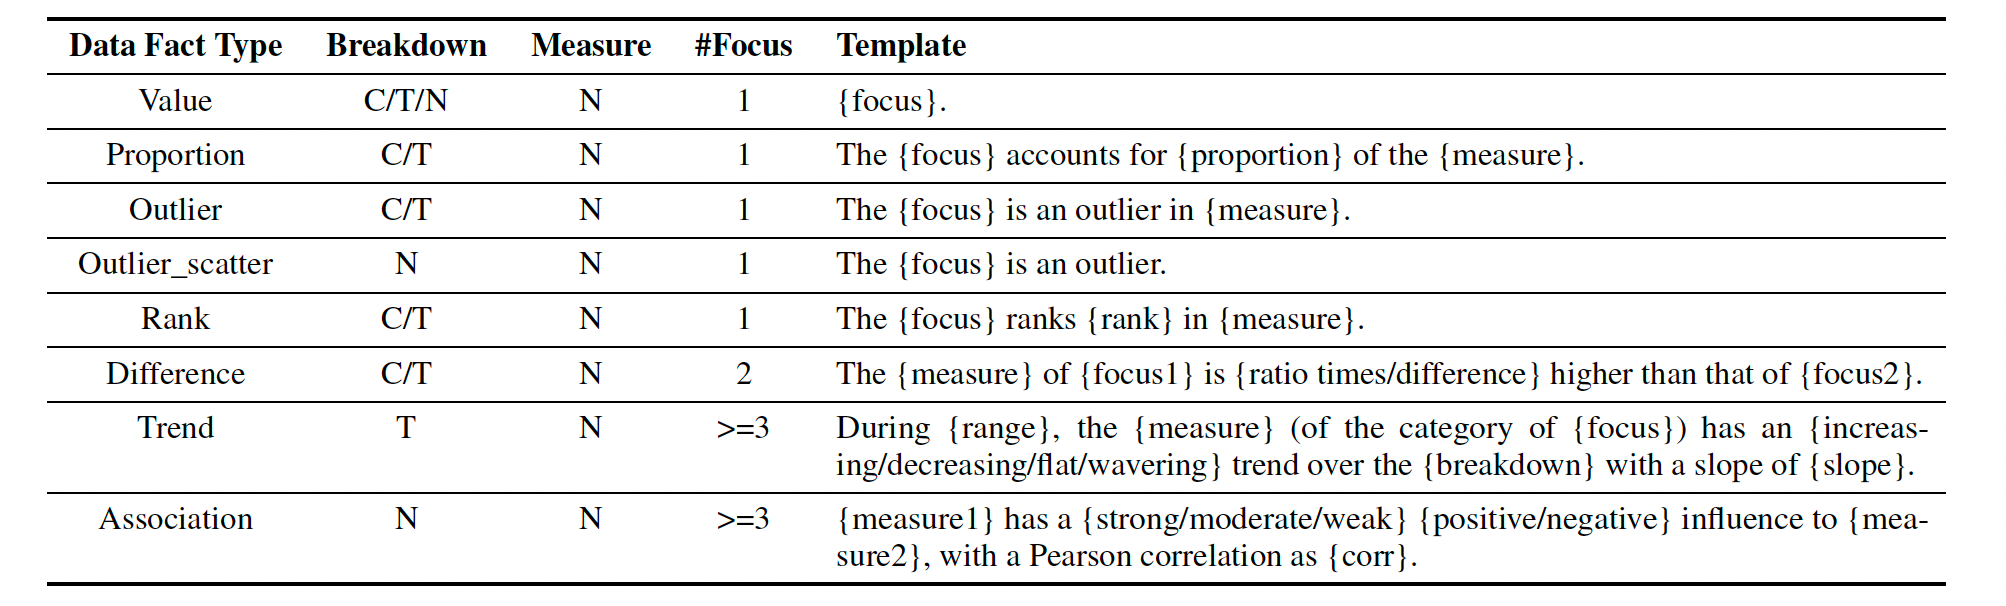 Data Fact Type Breakdown Measure #Focus Template
Value C/T/N N 1 {focus}.
Proportion C/T N 1 The {focus} accounts for {proportion} of the {measure}.
Outlier C/T N 1 The {focus} is an outlier in {measure}.
Outlier_scatter N N 1 The {focus} is an outlier.
Rank C/T N 1 The {focus} ranks {rank} in {measure}.
Difference C/T N 2 The {measure} of {focus1} is {ratio times/difference} higher than that of {focus2}.
Trend T N >=3 During {range}, the {measure} (of the category of {focus}) has an {increas-
ing/decreasing/flat/wavering} trend over the {breakdown} with a slope of {slope}.
Association N N >=3 {measure1} has a {strong/moderate/weak} {positive/negative} influence to {mea-
sure2}, with a Pearson correlation as {corr}.